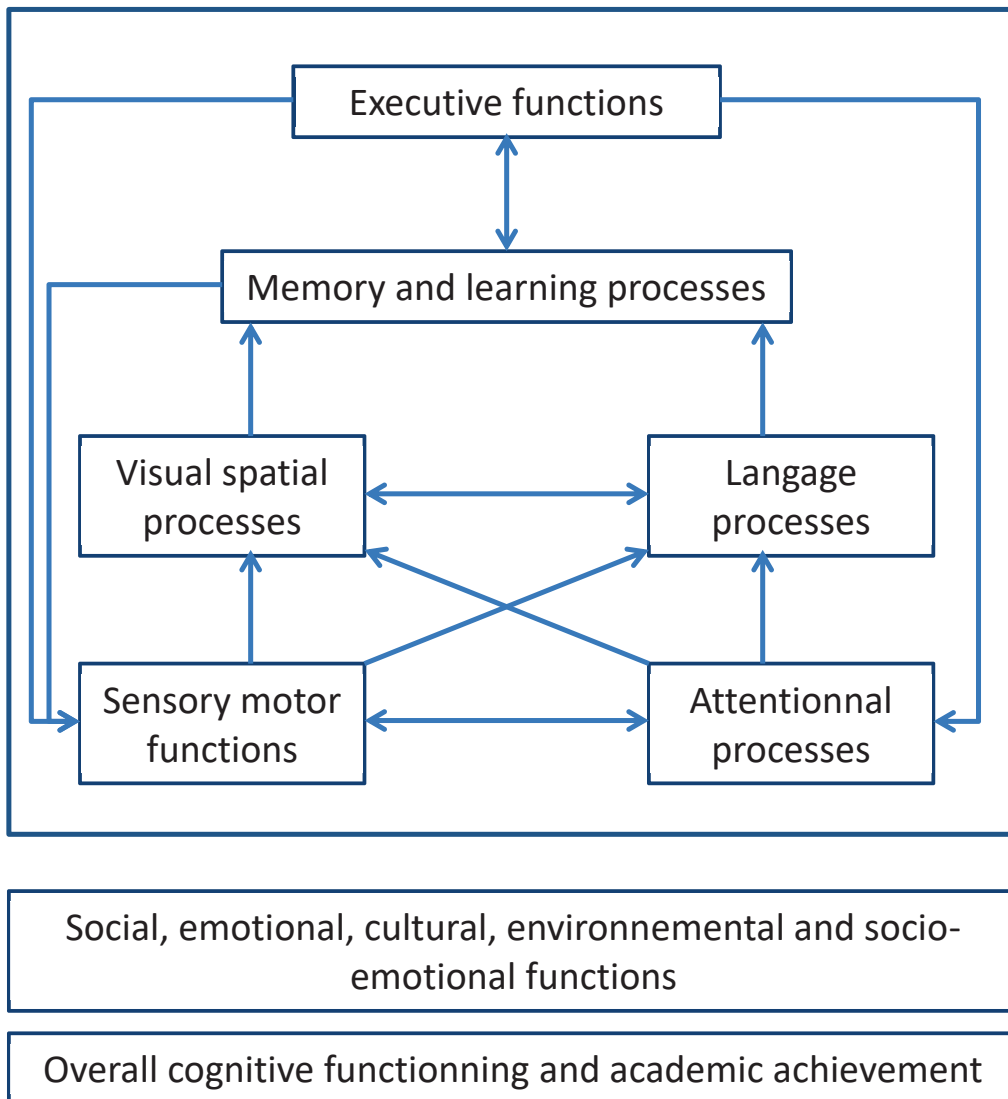 Executive functions
Memory and learning processes
Visual spatial
processes
Langage
processes
Sensory motor
functions
Attentionnal
processes
Social, emotional, cultural, environnemental and socio-
emotional functions
Overall cognitive functionning and academic achievement